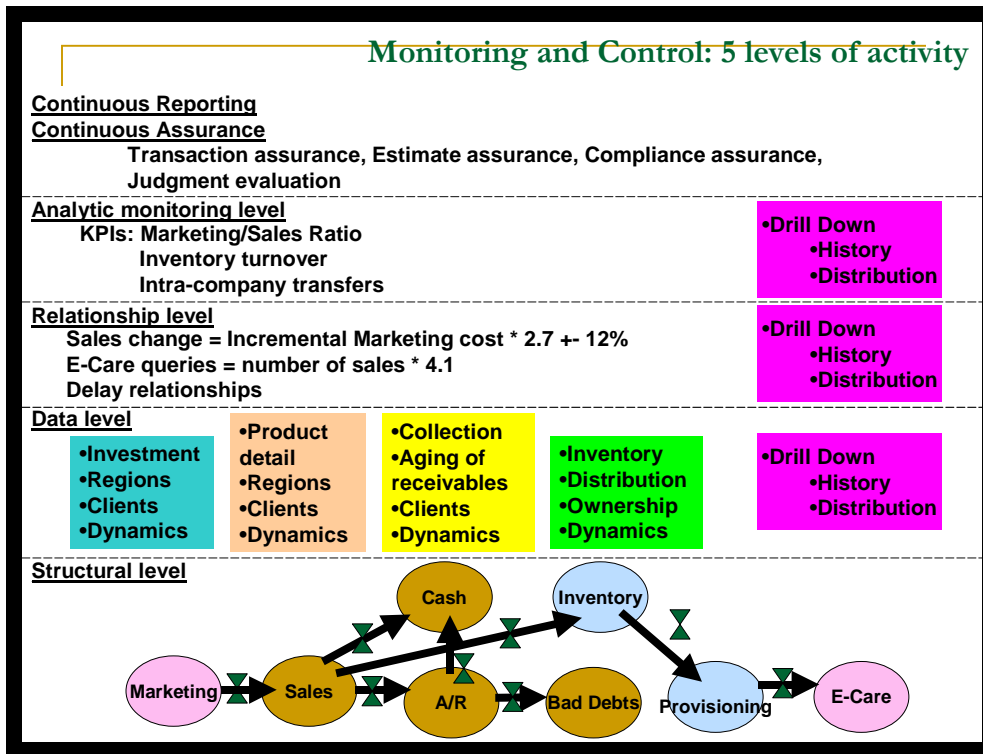 Monitoring and Control: 5 levels of activity
Continuous Reporting
Continuous Assurance
Transaction assurance, Estimate assurance, Compliance assurance,
Judgment evaluation
Analytic monitoring level
KPIs: Marketing/Sales Ratio
Inventory turnover
Intra-company transfers
•Drill Down
•History
•Distribution
Relationship level
Sales change = Incremental Marketing cost * 2.7 +- 12%
E-Care queries = number of sales * 4.1
Delay relationships
•Drill Down
•History
•Distribution
Data level
•Investment
•Regions
•Clients
•Dynamics
•Product
detail
•Regions
•Clients
•Dynamics
•Collection
•Aging of
receivables
•Clients
•Dynamics
•Inventory
•Distribution
•Ownership
•Dynamics
•Drill Down
•History
•Distribution
Structural level
Cash
Inventory
Marketing
Sales
A/R
Bad Debts
Provisioning
E-Care